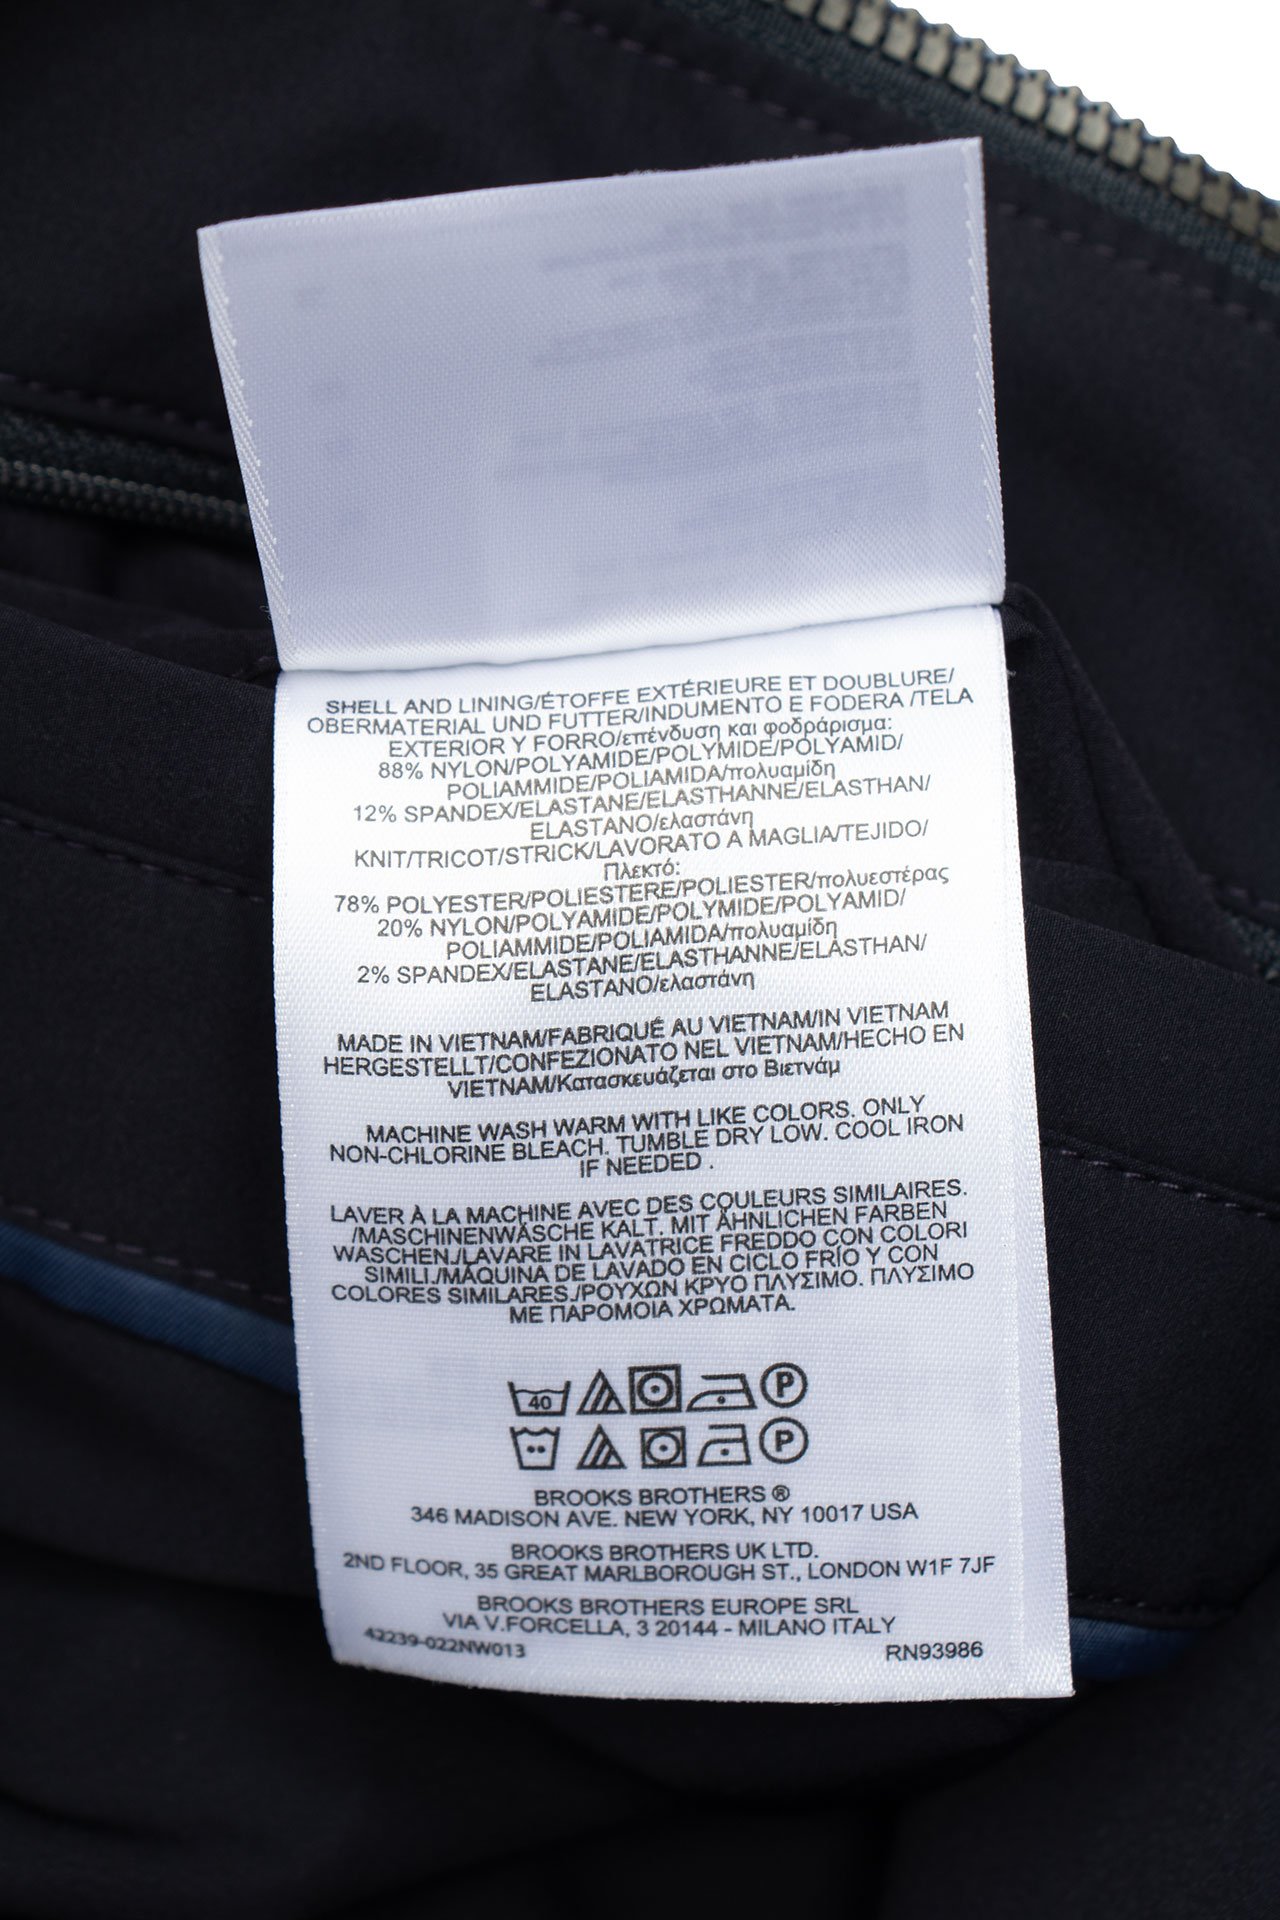 SHELL AND LINING/ÉTOFFE EXTÉRIEURE ET DOUBLURE/
OBERMATERIAL UND FUTTER/INDUMENTO E FODERA /TELA
EXTERIOR Y FORRO/επένδυση και φοδράρισμα:
88% NYLON/POLYAMIDE/POLYMIDE/POLYAMID/
POLIAMMIDE/POLIAMIDA/πολυαμίδη
12% SPANDEX/ELASTANE/ELASTHANNE/ELASTHAN/
ELASTANO/ελαστάνη
KNIT/TRICOT/STRICK/LAVORATO A MAGLIA/TEJIDO/
Πλεκτό:
78% POLYESTER/POLIESTERE/POLIESTER/πολυεστέρας
20% NYLON/POLYAMIDE/POLYMIDE/POLYAMID/
POLIAMMIDE/POLIAMIDA/πολυαμίδη
2% SPANDEX/ELASTANE/ELASTHANNE/ELASTHAN/
ELASTANO/ελαστάνη
MADE IN VIETNAM/FABRIQUÉ AU VIETNAM/IN VIETNAM
HERGESTELLT/CONFEZIONATO NEL VIETNAM/HECHO EN
VIETNAM/Κατασκευάζεται στο Βιετνάμ
MACHINE WASH WARM WITH LIKE COLORS. ONLY
NON-CHLORINE BLEACH. TUMBLE DRY LOW. COOL IRON
IF NEEDED .
LAVER À LA MACHINE AVEC DES COULEURS SIMILAIRES.
/MASCHINENWÄSCHE KALT, MIT ÄHNLICHEN FARBEN
WASCHEN./LAVARE IN LAVATRICE FREDDO CON COLORI
SIMILI./MÁQUINA DE LAVADO EN CICLO FRÍO Y CON
COLORES SIMILARES./ΡΟΥΧΩΝ ΚΡΥΟ ΠΛΥΣΙΜΟ. ΠΛΥΣΙΜΟ
ΜΕ ΠΑΡΟΜΟΙΑ ΧΡΩΜΑΤΑ.
40 P
P
BROOKS BROTHERS ®
346 MADISON AVE. NEW YORK, NY 10017 USA
BROOKS BROTHERS UK LTD.
2ND FLOOR, 35 GREAT MARLBOROUGH ST., LONDON W1F 7JF
BROOKS BROTHERS EUROPE SRL
VIA V.FORCELLA, 3 20144 - MILANO ITALY
42239-022NW013 RN93986